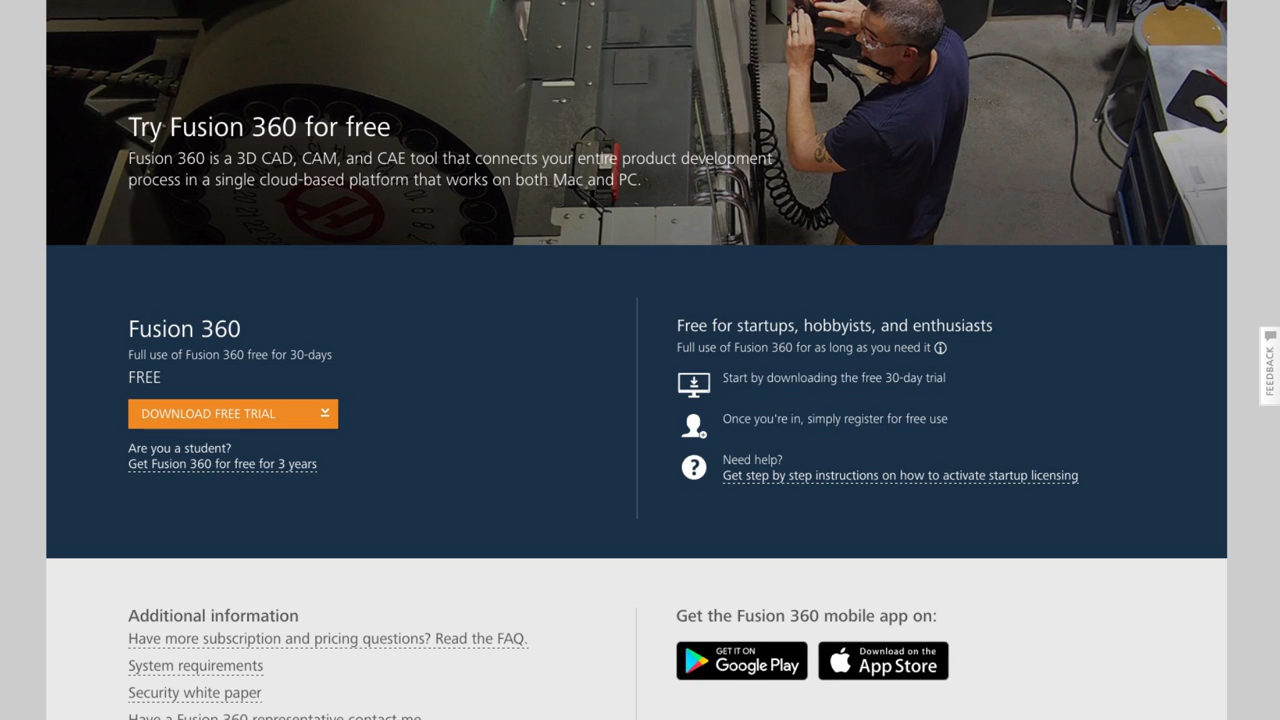 Try Fusion 360 for free
Fusion 360 is a 3D CAD, CAM, and CAE tool that connects your entire product development
process in a single cloud-based platform that works on both Mac and PC.
Fusion 360
Full use of Fusion 360 free for 30-days
FREE
DOWNLOAD FREE TRIAL
Are you a student?
Get Fusion 360 for free for 3 years
Free for startups, hobbyists, and enthusiasts
Full use of Fusion 360 for as long as you need it
Start by downloading the free 30-day trial
Once you're in, simply register for free use
Need help?
Get step by step instructions on how to activate startup licensing
FEEDBACK
Additional information
Have more subscription and pricing questions? Read the FAQ.
System requirements
Security white paper
Have a Fusion 360 representative contact me
Get the Fusion 360 mobile app on:
GET IT ON
Google Play
Download on the
App Store